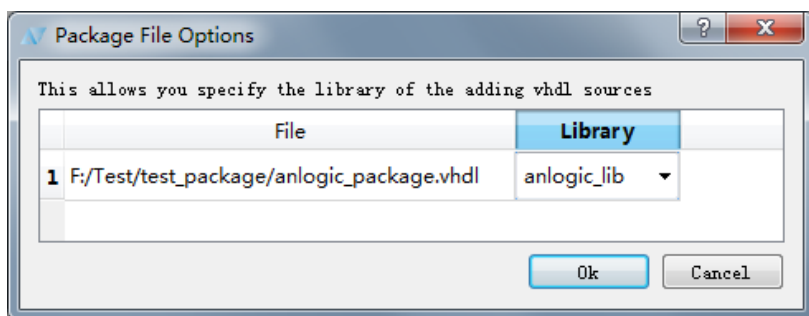 Package File Options
This allows you specify the library of the adding vhdl sources
File Library
1 F:/Test/test_package/anlogic_package.vhdl anlogic_lib
Ok Cancel